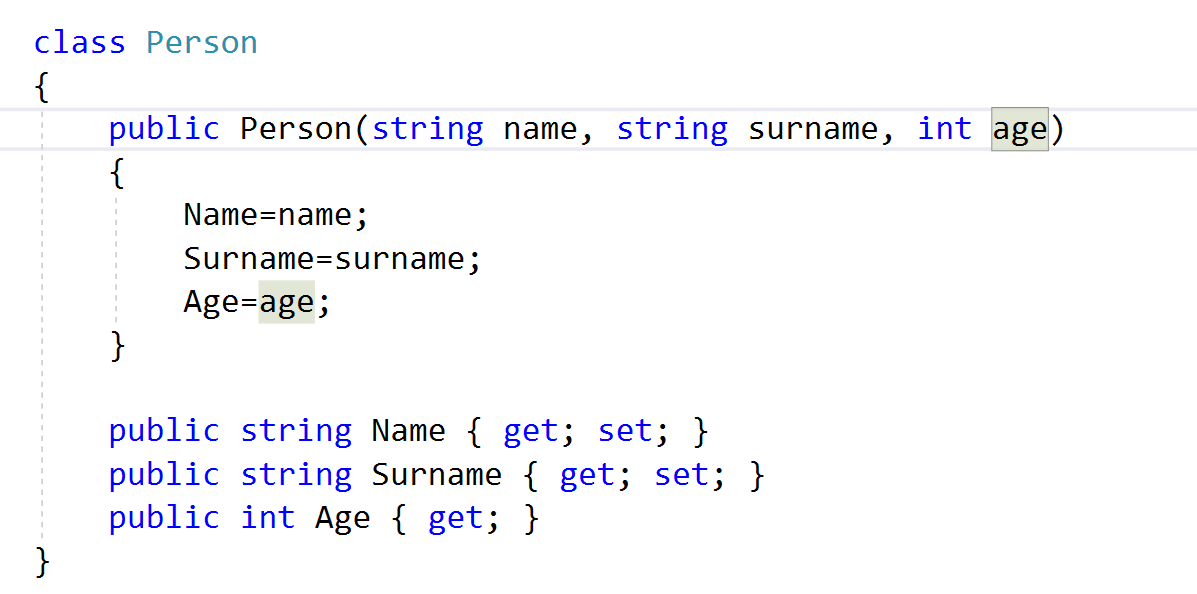 class Person
{
    public Person(string name, string surname, int age)
    {
        Name=name;
        Surname=surname;
        Age=age;
    }

    public string Name { get; set; }
    public string Surname { get; set; }
    public int Age { get; }
}